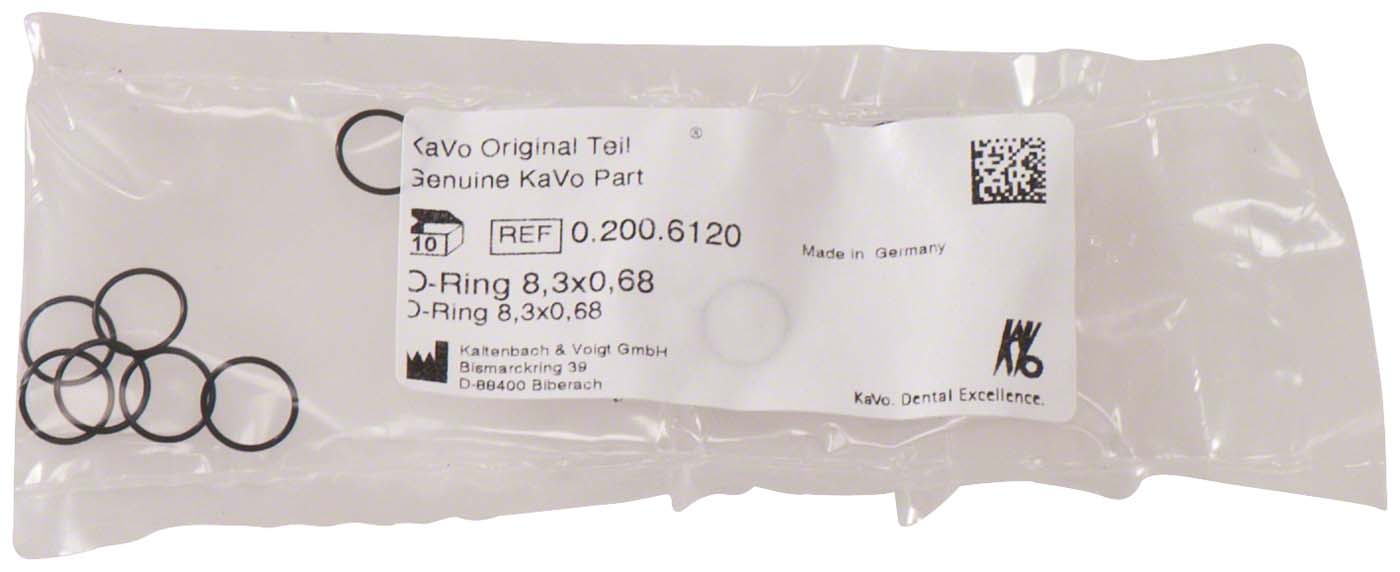 KaVo Original Teil ®
Genuine KaVo Part
10 REF 0.200.6120
O-Ring 8,3x0,68
O-Ring 8,3x0,68
Made in Germany
Kaltenbach & Voigt GmbH
Bismarckring 39
D-88400 Biberach
KAVO
KaVo. Dental Excellence.